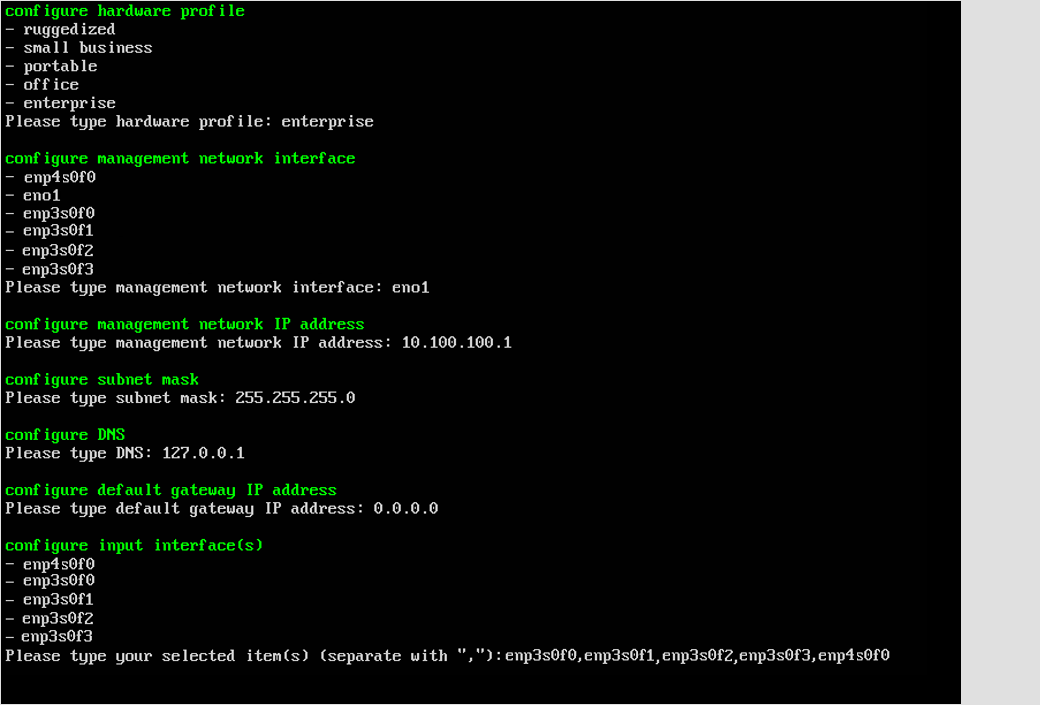 configure hardware profile
- ruggedized
- small business
- portable
- office
- enterprise
Please type hardware profile: enterprise
configure management network interface
- enp4s0f0
- eno1
- enp3s0f0
- enp3s0f1
- enp3s0f2
- enp3s0f3
Please type management network interface: eno1
configure management network IP address
Please type management network IP address: 10.100.100.1
configure subnet mask
Please type subnet mask: 255.255.255.0
configure DNS
Please type DNS: 127.0.0.1
configure default gateway IP address
Please type default gateway IP address: 0.0.0.0
configure input interface(s)
- enp4s0f0
- enp3s0f0
- enp3s0f1
- enp3s0f2
- enp3s0f3
Please type your selected item(s) (separate with ","):enp3s0f0,enp3s0f1,enp3s0f2,enp3s0f3,enp4s0f0